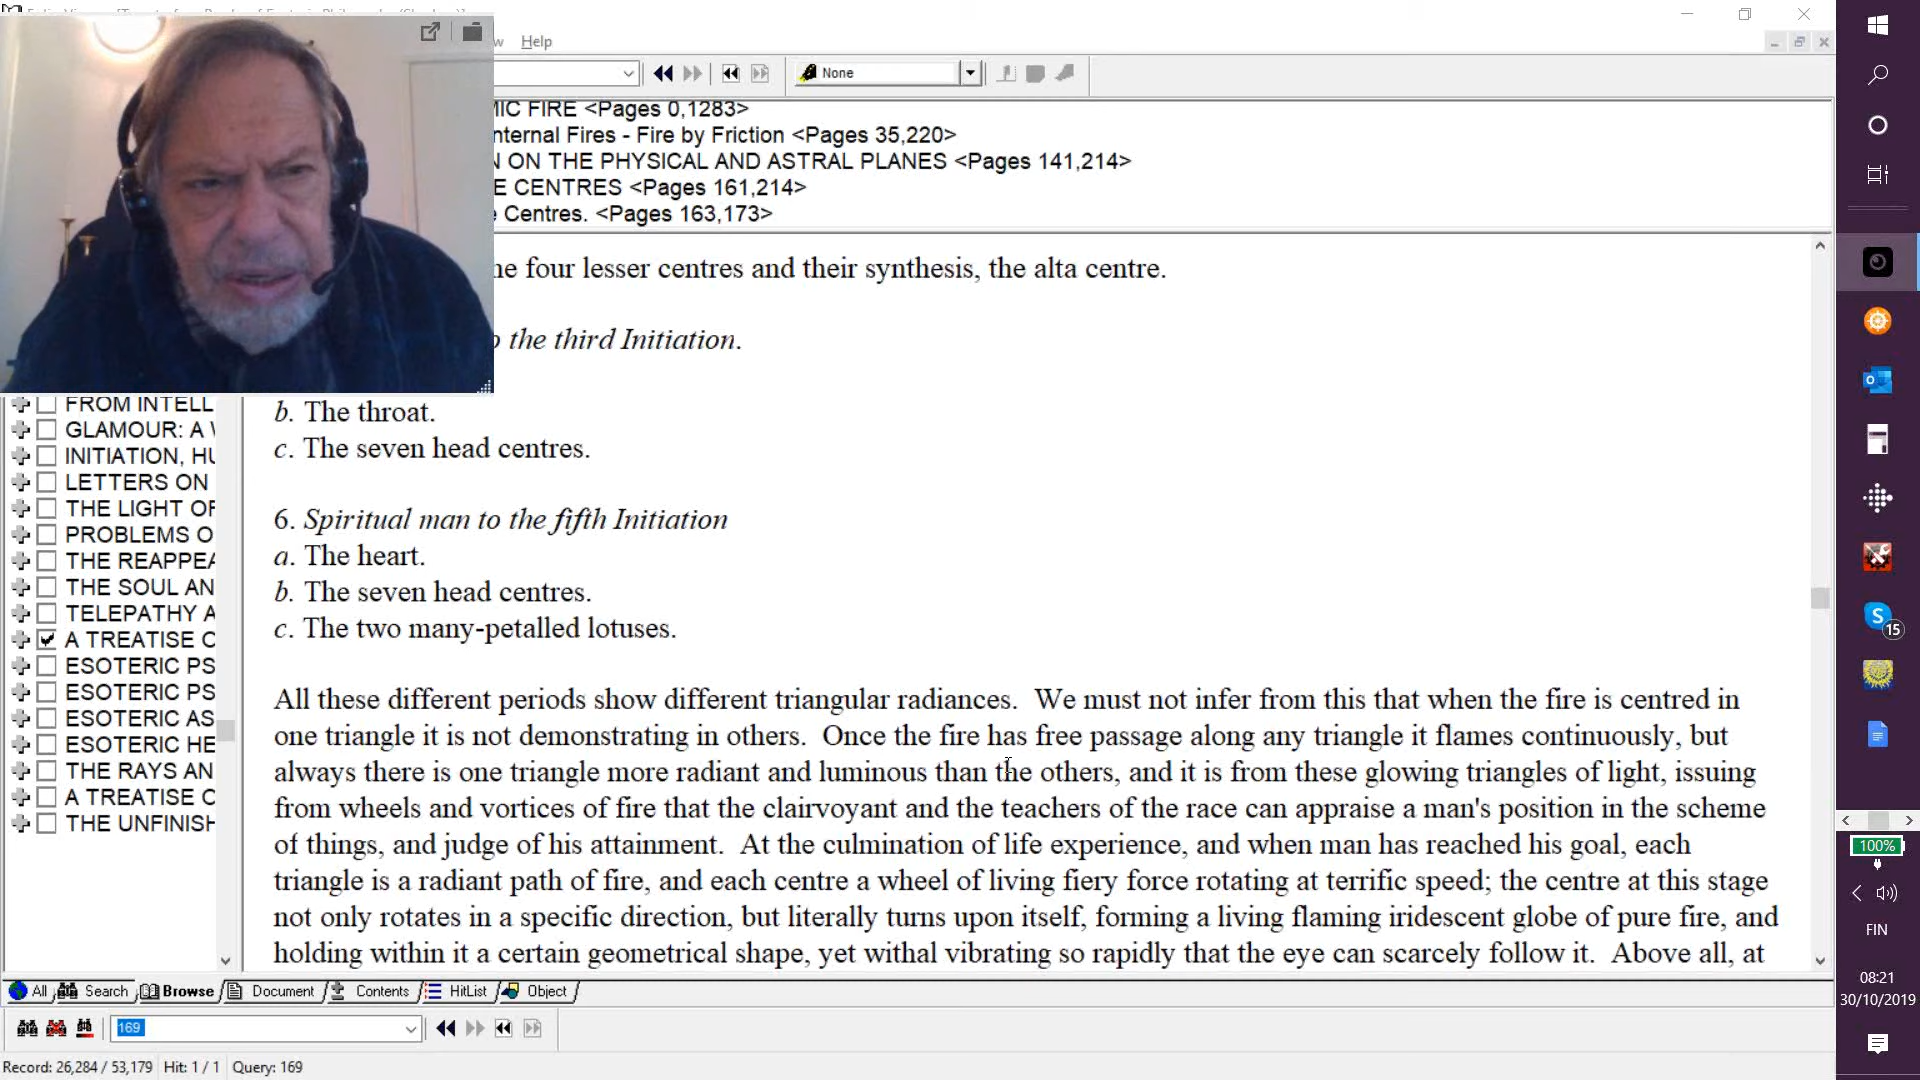 Help
None
MIC FIRE <Pages 0,1283>
nternal Fires - Fire by Friction <Pages 35,220>
N ON THE PHYSICAL AND ASTRAL PLANES <Pages 141,214>
E CENTRES <Pages 161,214>
e Centres. <Pages 163,173>
he four lesser centres and their synthesis, the alta centre.
o the third Initiation.
b. The throat.
c. The seven head centres.
6. Spiritual man to the fifth Initiation
a. The heart.
b. The seven head centres.
c. The two many-petalled lotuses.
All these different periods show different triangular radiances.  We must not infer from this that when the fire is centred in
one triangle it is not demonstrating in others.  Once the fire has free passage along any triangle it flames continuously, but
always there is one triangle more radiant and luminous than the others, and it is from these glowing triangles of light, issuing
from wheels and vortices of fire that the clairvoyant and the teachers of the race can appraise a man's position in the scheme
of things, and judge of his attainment.  At the culmination of life experience, and when man has reached his goal, each
triangle is a radiant path of fire, and each centre a wheel of living fiery force rotating at terrific speed; the centre at this stage
not only rotates in a specific direction, but literally turns upon itself, forming a living flaming iridescent globe of pure fire, and
holding within it a certain geometrical shape, yet withal vibrating so rapidly that the eye can scarcely follow it.  Above all, at
FROM INTELL
GLAMOUR: A W
INITIATION, HU
LETTERS ON
THE LIGHT OF
PROBLEMS O
THE REAPPEA
THE SOUL AN
TELEPATHY A
A TREATISE O
ESOTERIC PS
ESOTERIC PS
ESOTERIC AS
ESOTERIC HE
THE RAYS AN
A TREATISE O
THE UNFINISH
All Search Browse Document Contents HitList Object
169
Record: 26,284 / 53,179 Hit: 1 / 1 Query: 169
15
100%
FIN
08:21
30/10/2019